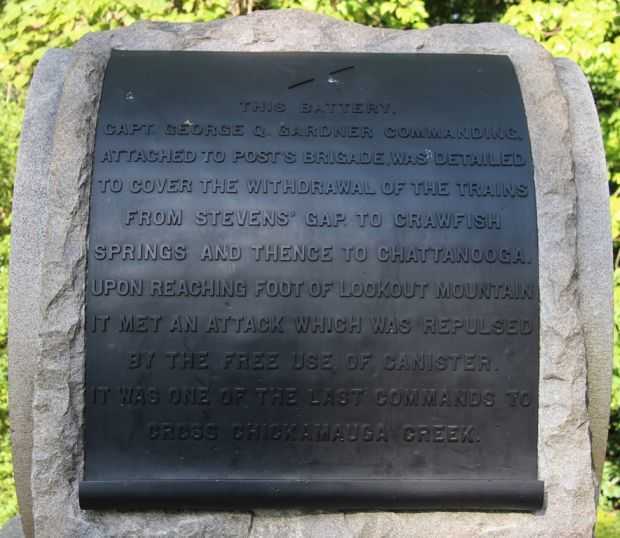 THIS BATTERY,
CAPT. GEORGE Q. GARDNER COMMANDING,
ATTACHED TO POST'S BRIGADE, WAS DETAILED
TO COVER THE WITHDRAWAL OF THE TRAINS
FROM STEVENS' GAP. TO CRAWFISH
SPRINGS AND THENCE TO CHATTANOOGA.
UPON REACHING FOOT OF LOOKOUT MOUNTAIN
IT MET AN ATTACK WHICH WAS REPULSED
BY THE FREE USE OF CANISTER.
IT WAS ONE OF THE LAST COMMANDS TO
CROSS CHICKAMAUGA CREEK.